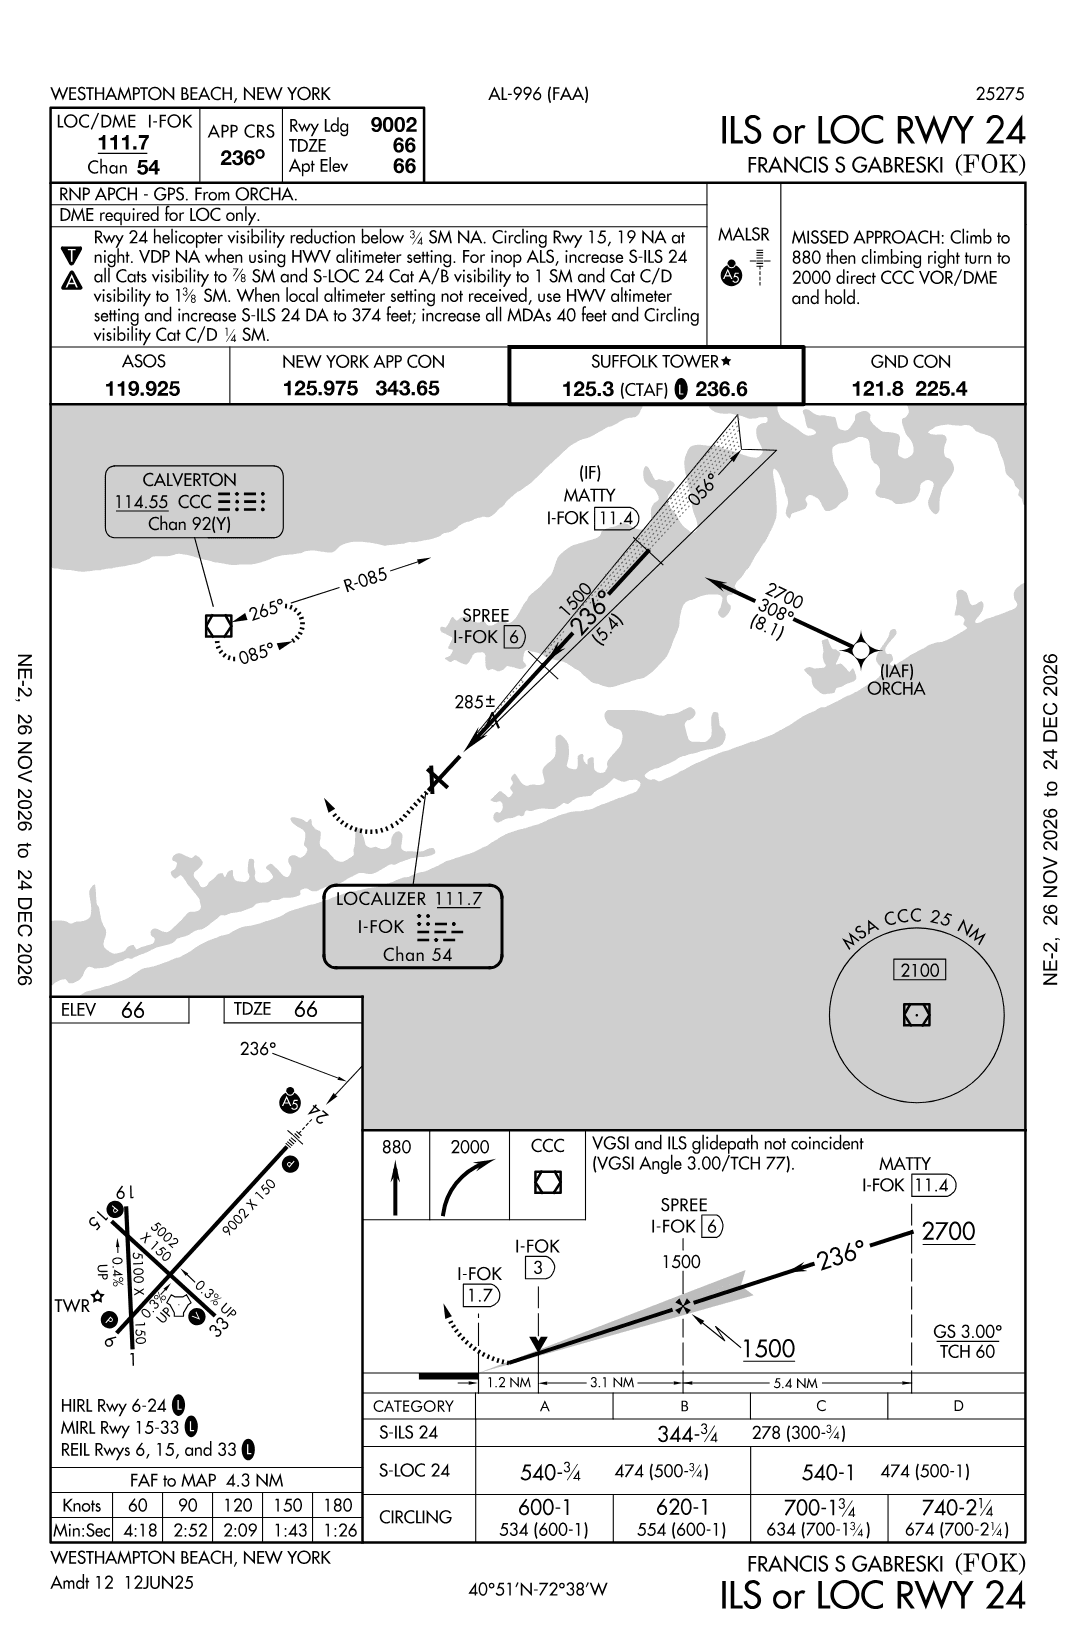 WESTHAMPTON BEACH, NEW YORK
AL-996 (FAA)
25275
LOC/DME I-FOK
111.7
Chan 54
APP CRS
236°
Rwy Ldg 9002
TDZE 66
Apt Elev 66
ILS or LOC RWY 24
FRANCIS S GABRESKI (FOK)
RNP APCH - GPS. From ORCHA.
DME required for LOC only.
T
A
Rwy 24 helicopter visibility reduction below ¾ SM NA. Circling Rwy 15, 19 NA at
night. VDP NA when using HWV alitimeter setting. For inop ALS, increase S-ILS 24
all Cats visibility to ⅞ SM and S-LOC 24 Cat A/B visibility to 1 SM and Cat C/D
visibility to 1⅜ SM. When local altimeter setting not received, use HWV altimeter
setting and increase S-ILS 24 DA to 374 feet; increase all MDAs 40 feet and Circling
visibility Cat C/D ¼ SM.
MALSR
A5
MISSED APPROACH: Climb to
880 then climbing right turn to
2000 direct CCC VOR/DME
and hold.
ASOS
119.925
NEW YORK APP CON
125.975 343.65
SUFFOLK TOWER★
125.3 (CTAF) L 236.6
GND CON
121.8 225.4
CALVERTON
114.55 CCC
Chan 92(Y)
R-085
265°
085°
(IF)
MATTY
I-FOK 11.4
056°
1500
236°
(5.4)
SPREE
I-FOK 6
285±
2700
308°
(8.1)
(IAF)
ORCHA
LOCALIZER 111.7
I-FOK
Chan 54
MSA CCC 25 NM
2100
NE-2, 26 NOV 2026 to 24 DEC 2026
NE-2, 26 NOV 2026 to 24 DEC 2026
ELEV 66
TDZE 66
236°
A5
24
P
9002 X 150
19
15
P
5002
X 150
0.4%
UP
5100 X
150
0.3%
UP
0.3% UP
TWR
P
V
6
1
33
HIRL Rwy 6-24 L
MIRL Rwy 15-33 L
REIL Rwys 6, 15, and 33 L
FAF to MAP 4.3 NM
Knots 60 90 120 150 180
Min:Sec 4:18 2:52 2:09 1:43 1:26
880
2000
CCC
VGSI and ILS glidepath not coincident
(VGSI Angle 3.00/TCH 77).
MATTY
I-FOK 11.4
SPREE
I-FOK 6
I-FOK
3
I-FOK
1.7
1500
236°
2700
1500
GS 3.00°
TCH 60
1.2 NM
3.1 NM
5.4 NM
CATEGORY A B C D
S-ILS 24 344-¾ 278 (300-¾)
S-LOC 24 540-¾ 474 (500-¾) 540-1 474 (500-1)
CIRCLING
600-1 620-1 700-1¾ 740-2¼
534 (600-1) 554 (600-1) 634 (700-1¾) 674 (700-2¼)
WESTHAMPTON BEACH, NEW YORK
Amdt 12 12JUN25
40°51'N-72°38'W
FRANCIS S GABRESKI (FOK)
ILS or LOC RWY 24